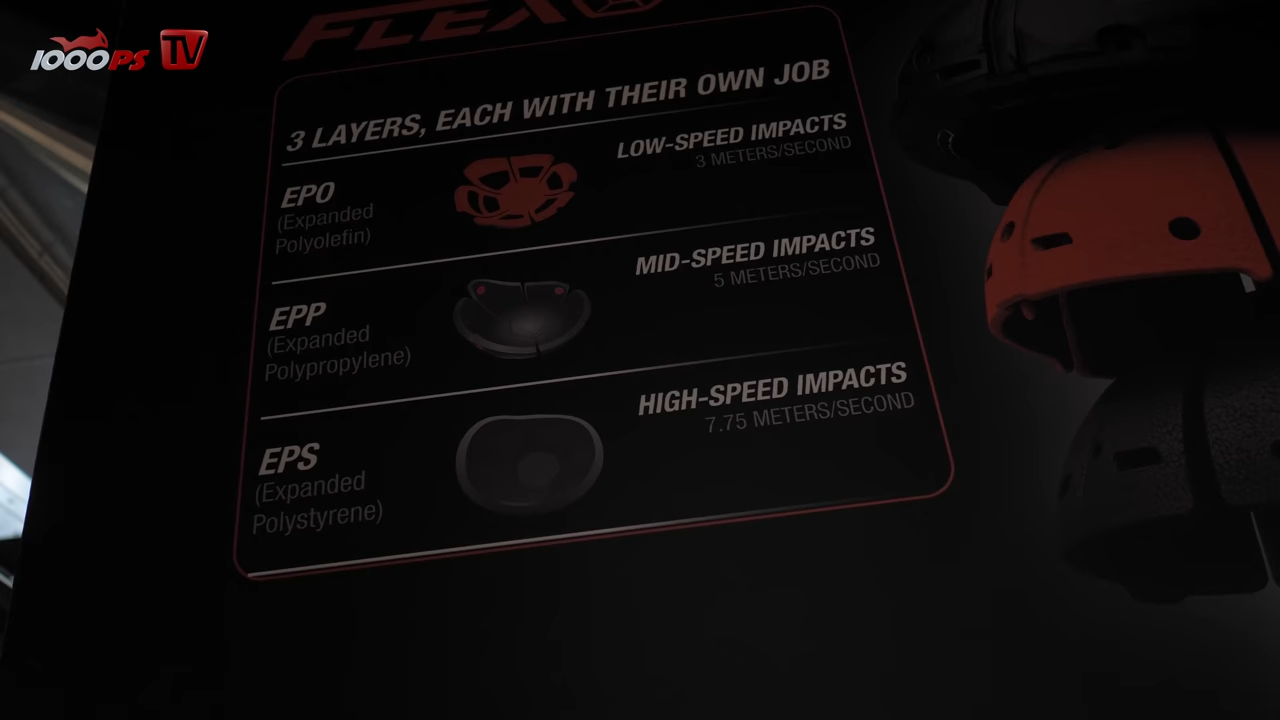 1000PS TV
FLEX
3 LAYERS, EACH WITH THEIR OWN JOB
EPO
(Expanded
Polyolefin)
LOW-SPEED IMPACTS
3 METERS/SECOND
EPP
(Expanded
Polypropylene)
MID-SPEED IMPACTS
5 METERS/SECOND
EPS
(Expanded
Polystyrene)
HIGH-SPEED IMPACTS
7.75 METERS/SECOND